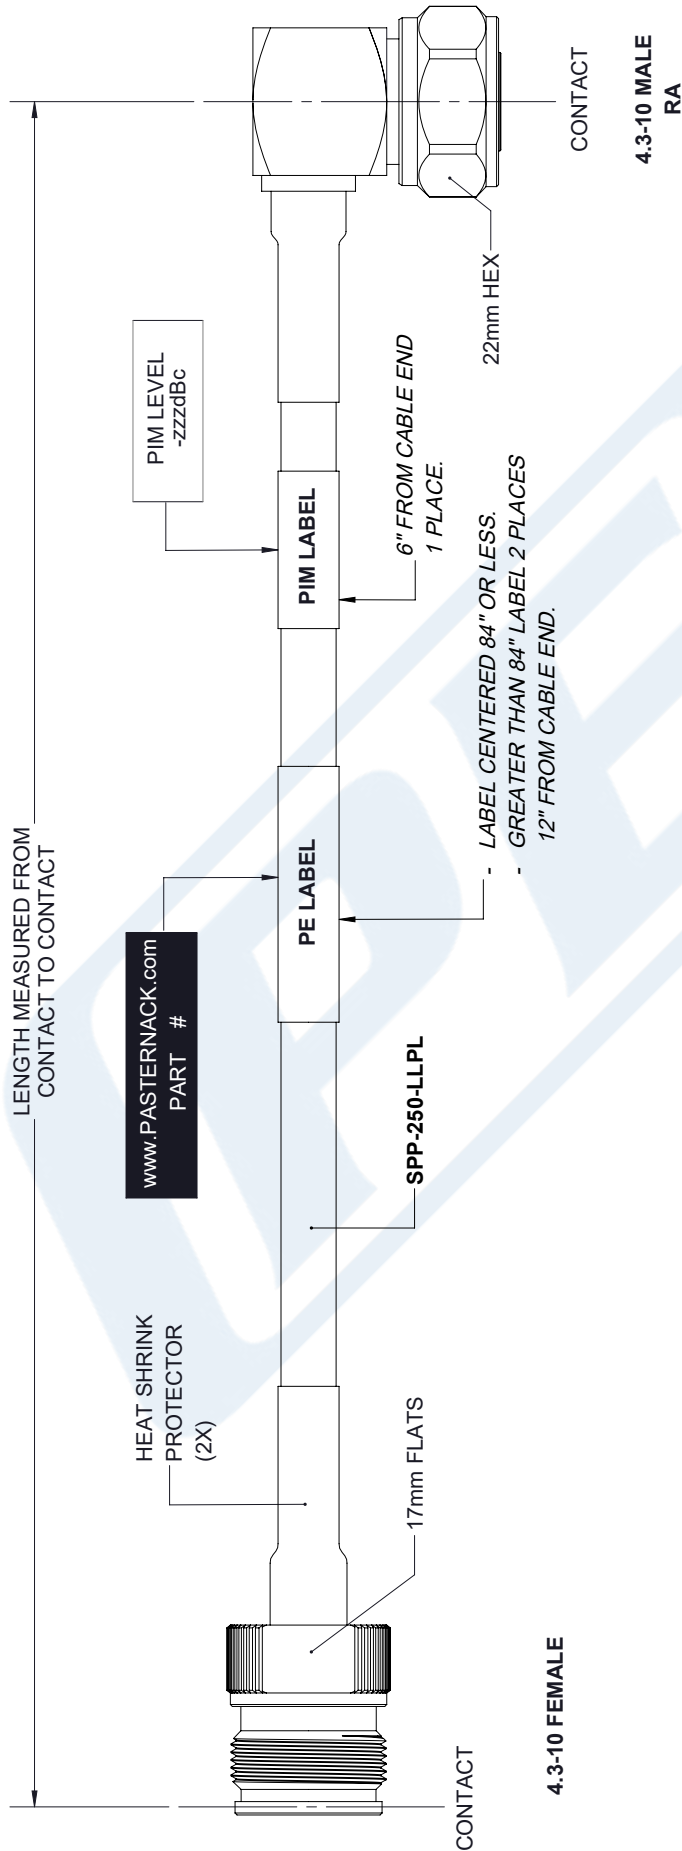 LENGTH MEASURED FROM
CONTACT TO CONTACT
HEAT SHRINK
PROTECTOR
(2X)
www.PASTERNACK.com
PART #
PIM LEVEL
-zzzdBc
PE LABEL
PIM LABEL
17mm FLATS
SPP-250-LLPL
- LABEL CENTERED 84" OR LESS.
- GREATER THAN 84" LABEL 2 PLACES
12" FROM CABLE END.
6" FROM CABLE END
1 PLACE.
22mm HEX
CONTACT
4.3-10 FEMALE
CONTACT
4.3-10 MALE
RA